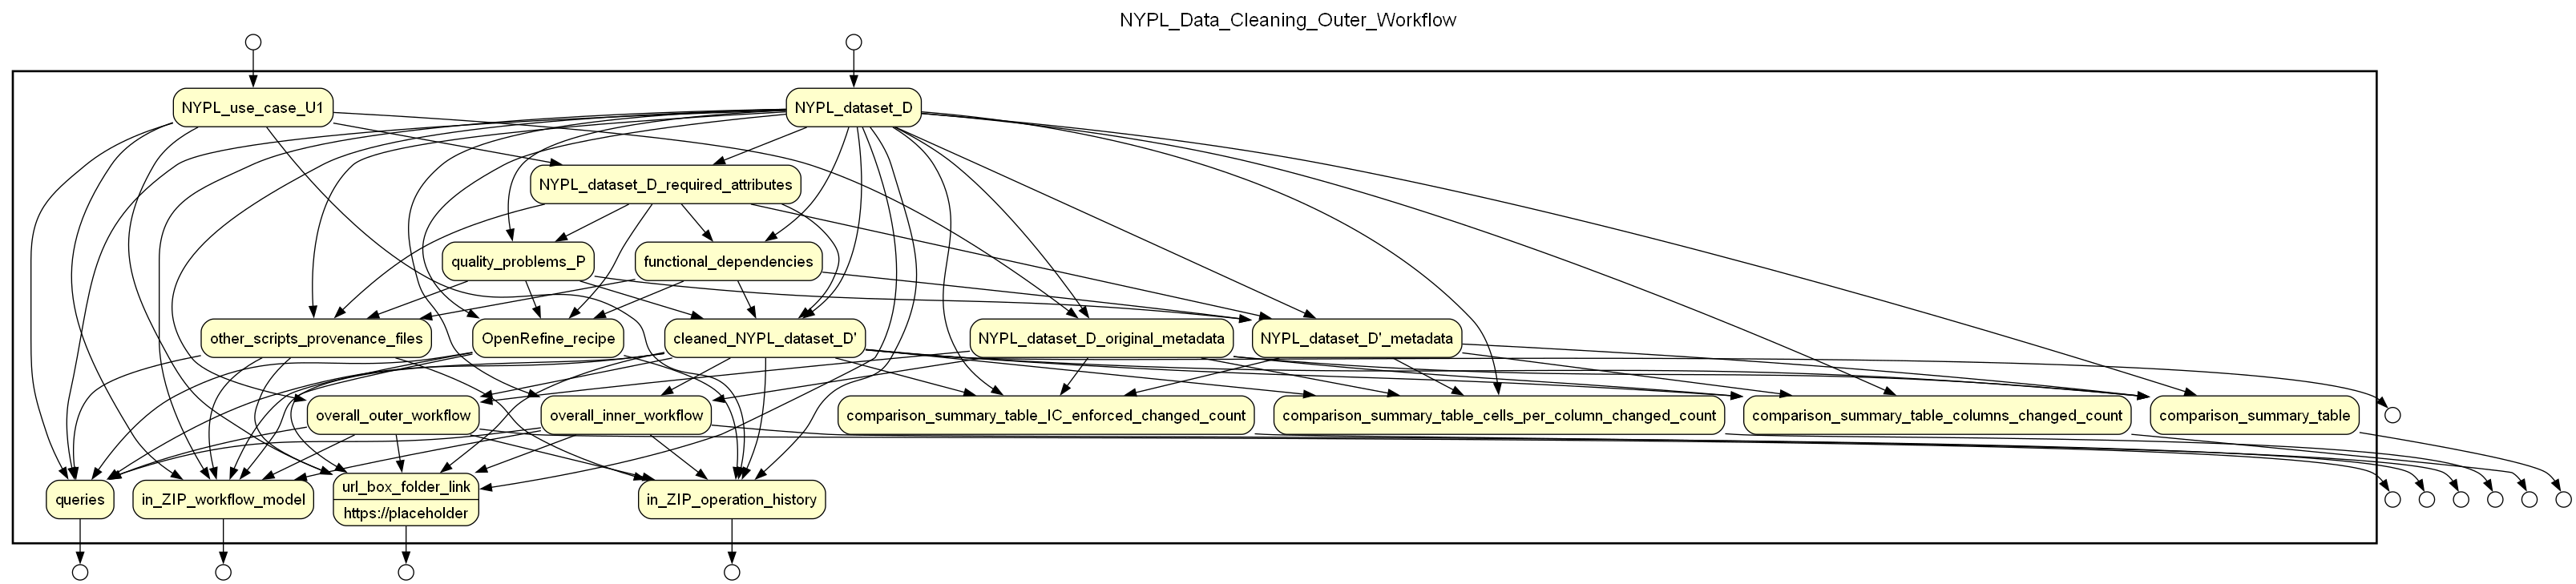 NYPL_Data_Cleaning_Outer_Workflow
NYPL_use_case_U1
NYPL_dataset_D
NYPL_dataset_D_required_attributes
quality_problems_P
functional_dependencies
other_scripts_provenance_files
OpenRefine_recipe
cleaned_NYPL_dataset_D'
NYPL_dataset_D_original_metadata
NYPL_dataset_D'_metadata
overall_outer_workflow
overall_inner_workflow
comparison_summary_table_IC_enforced_changed_count
comparison_summary_table_cells_per_column_changed_count
comparison_summary_table_columns_changed_count
comparison_summary_table
queries
in_ZIP_workflow_model
url_box_folder_link
https://placeholder
in_ZIP_operation_history